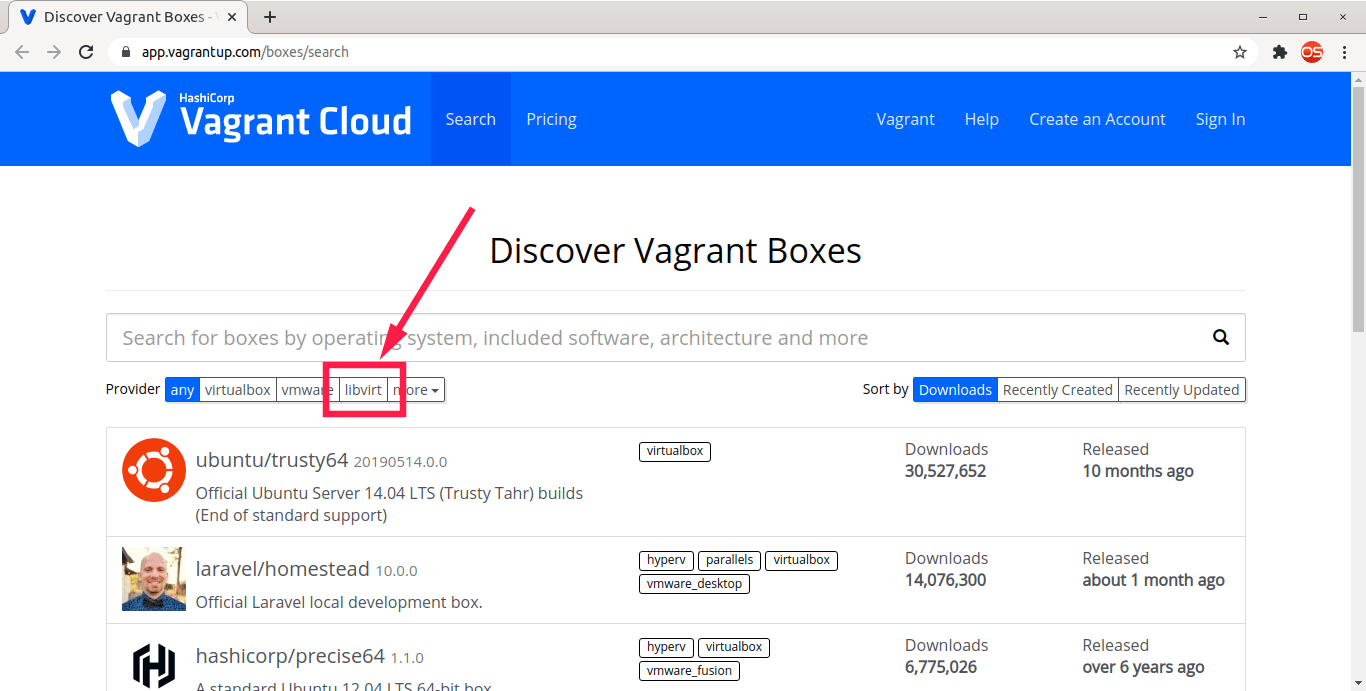 Discover Vagrant Boxes -
app.vagrantup.com/boxes/search
OS
HashiCorp
Vagrant Cloud
Search
Pricing
Vagrant
Help
Create an Account
Sign In
Discover Vagrant Boxes
Search for boxes by operating system, included software, architecture and more
Provider any virtualbox vmware libvirt more
Sort by Downloads Recently Created Recently Updated
ubuntu/trusty64 20190514.0.0
Official Ubuntu Server 14.04 LTS (Trusty Tahr) builds
(End of standard support)
virtualbox
Downloads
30,527,652
Released
10 months ago
laravel/homestead 10.0.0
Official Laravel local development box.
hyperv parallels virtualbox
vmware_desktop
Downloads
14,076,300
Released
about 1 month ago
hashicorp/precise64 1.1.0
A standard Ubuntu 12.04 LTS 64-bit box.
hyperv virtualbox
vmware_fusion
Downloads
6,775,026
Released
over 6 years ago